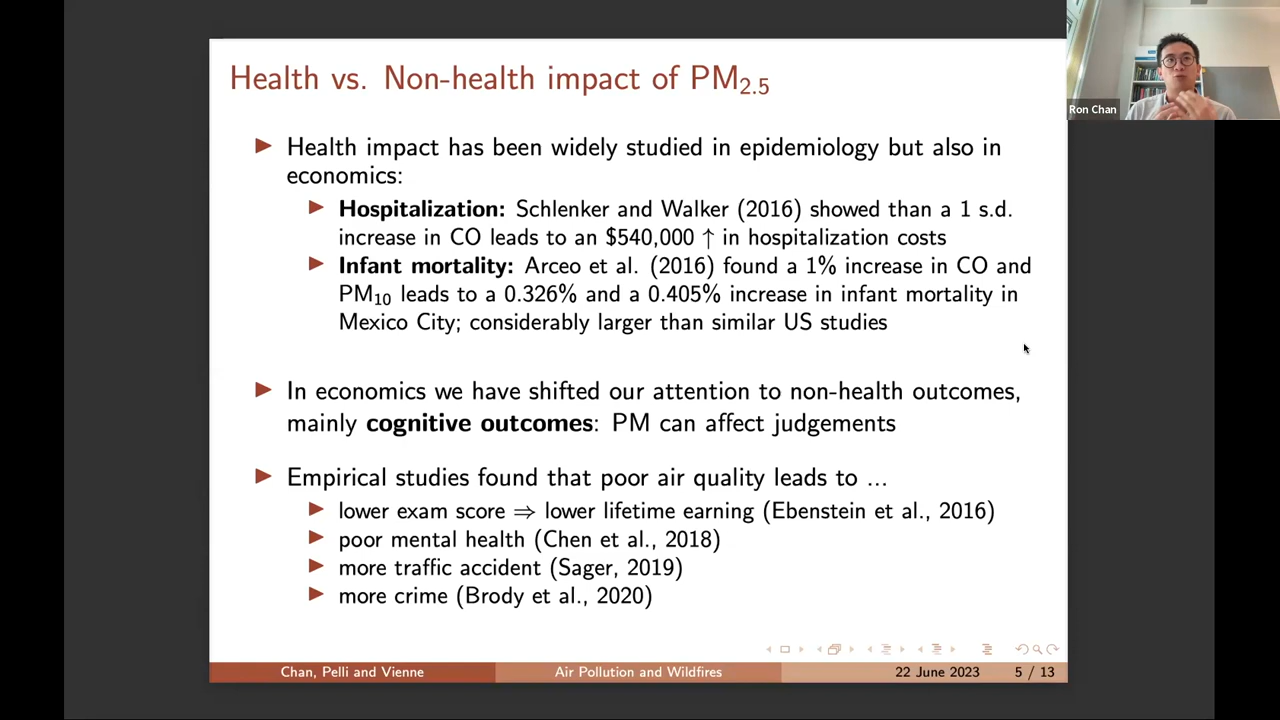 Health vs. Non-health impact of PM2.5
Ron Chan
▶ Health impact has been widely studied in epidemiology but also in
economics:
▶ Hospitalization: Schlenker and Walker (2016) showed than a 1 s.d.
increase in CO leads to an $540,000 ↑ in hospitalization costs
▶ Infant mortality: Arceo et al. (2016) found a 1% increase in CO and
PM10 leads to a 0.326% and a 0.405% increase in infant mortality in
Mexico City; considerably larger than similar US studies
▶ In economics we have shifted our attention to non-health outcomes,
mainly cognitive outcomes: PM can affect judgements
▶ Empirical studies found that poor air quality leads to ...
▶ lower exam score ⇒ lower lifetime earning (Ebenstein et al., 2016)
▶ poor mental health (Chen et al., 2018)
▶ more traffic accident (Sager, 2019)
▶ more crime (Brody et al., 2020)
Chan, Pelli and Vienne Air Pollution and Wildfires 22 June 2023 5 / 13